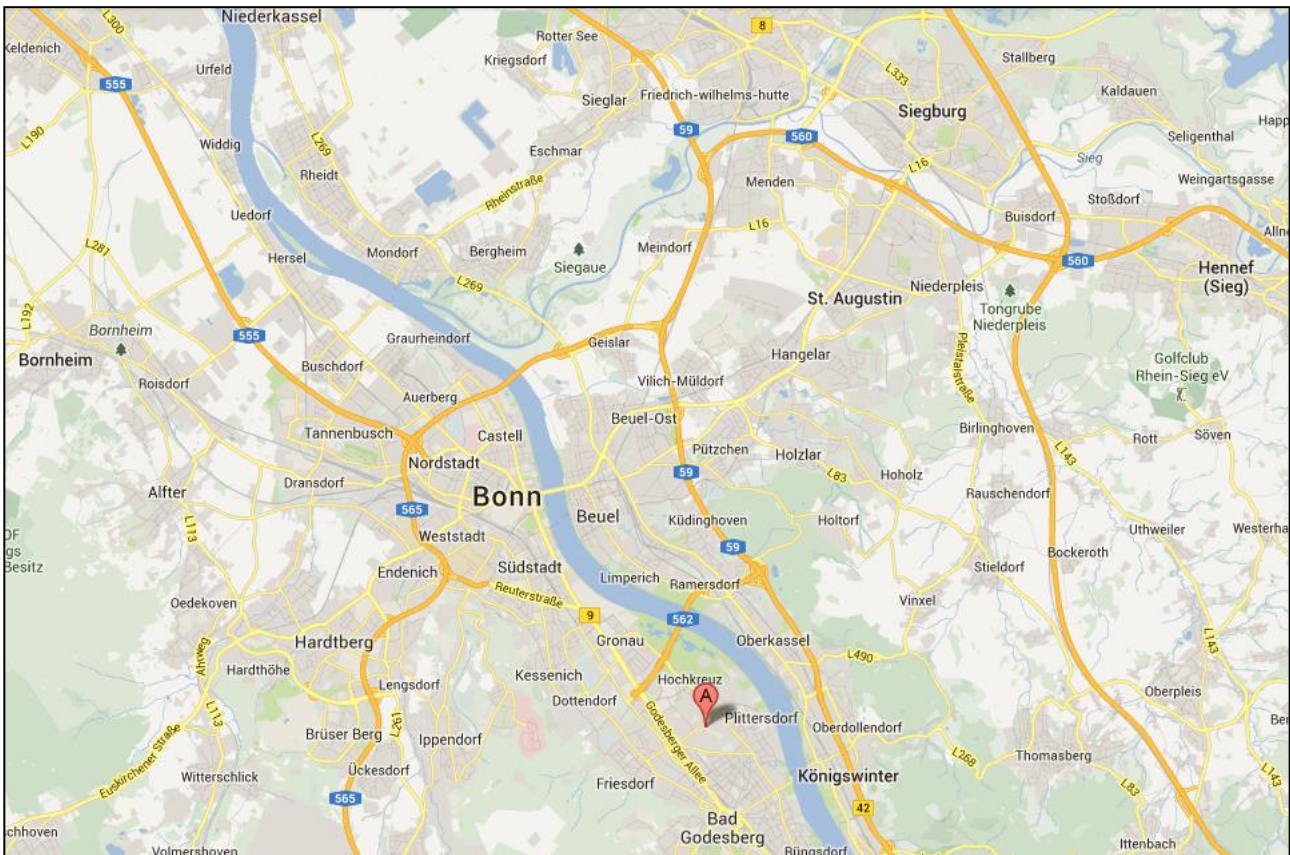 Niederkassel
Rotter See
8
L300
Keldenich
Urfeld
555
Kriegsdorf
Stallberg
L333
Kaldauen
Sieglar
Friedrich-wilhelms-hutte
Siegburg
L190
Widdig
L269
59
560
Seligenthal
Eschmar
Sieg
L16
Rheidt
Rheinstraße
Menden
Weingartsgasse
Stoßdorf
Uedorf
Buisdorf
L281
Mondorf
Bergheim
Meindorf
L16
Hersel
Siegaue
560
Hennef
(Sieg)
L269
Niederpleis
L192
St. Augustin
Tongrube
Niederpleis
Bornheim
555
Graurheindorf
Geislar
Pleistalstraße
Bornheim
Hangelar
Golfclub
Rhein-Sieg eV
Buschdorf
Roisdorf
Vilich-Müldorf
Auerberg
Beuel-Ost
Tannenbusch
Castell
Birlinghoven
Rott
Söven
Pützchen
Holzlar
L143
Nordstadt
59
L83
Hoholz
Dransdorf
Alfter
Bonn
Rauschendorf
565
Beuel
Küdinghoven
Holtorf
L113
Weststadt
Uthweiler
59
Bockeroth
Südstadt
Stieldorf
Endenich
Limperich
Ramersdorf
Reuterstraße
Vinxel
Oedekoven
9
562
Hardtberg
Gronau
Oberkassel
L143
Ahrweg
L490
Hardthöhe
Kessenich
Hochkreuz
Lengsdorf
A
Oberpleis
Dottendorf
L113
Plittersdorf
Oberdollendorf
Brüser Berg
Ippendorf
Godesberger Allee
Thomasberg
Euskirchener Straße
Ückesdorf
L268
Witterschlick
Friesdorf
Königswinter
L143
565
L83
42
Bad
Godesberg
Ittenbach
Volmershoven
Rüngsdorf